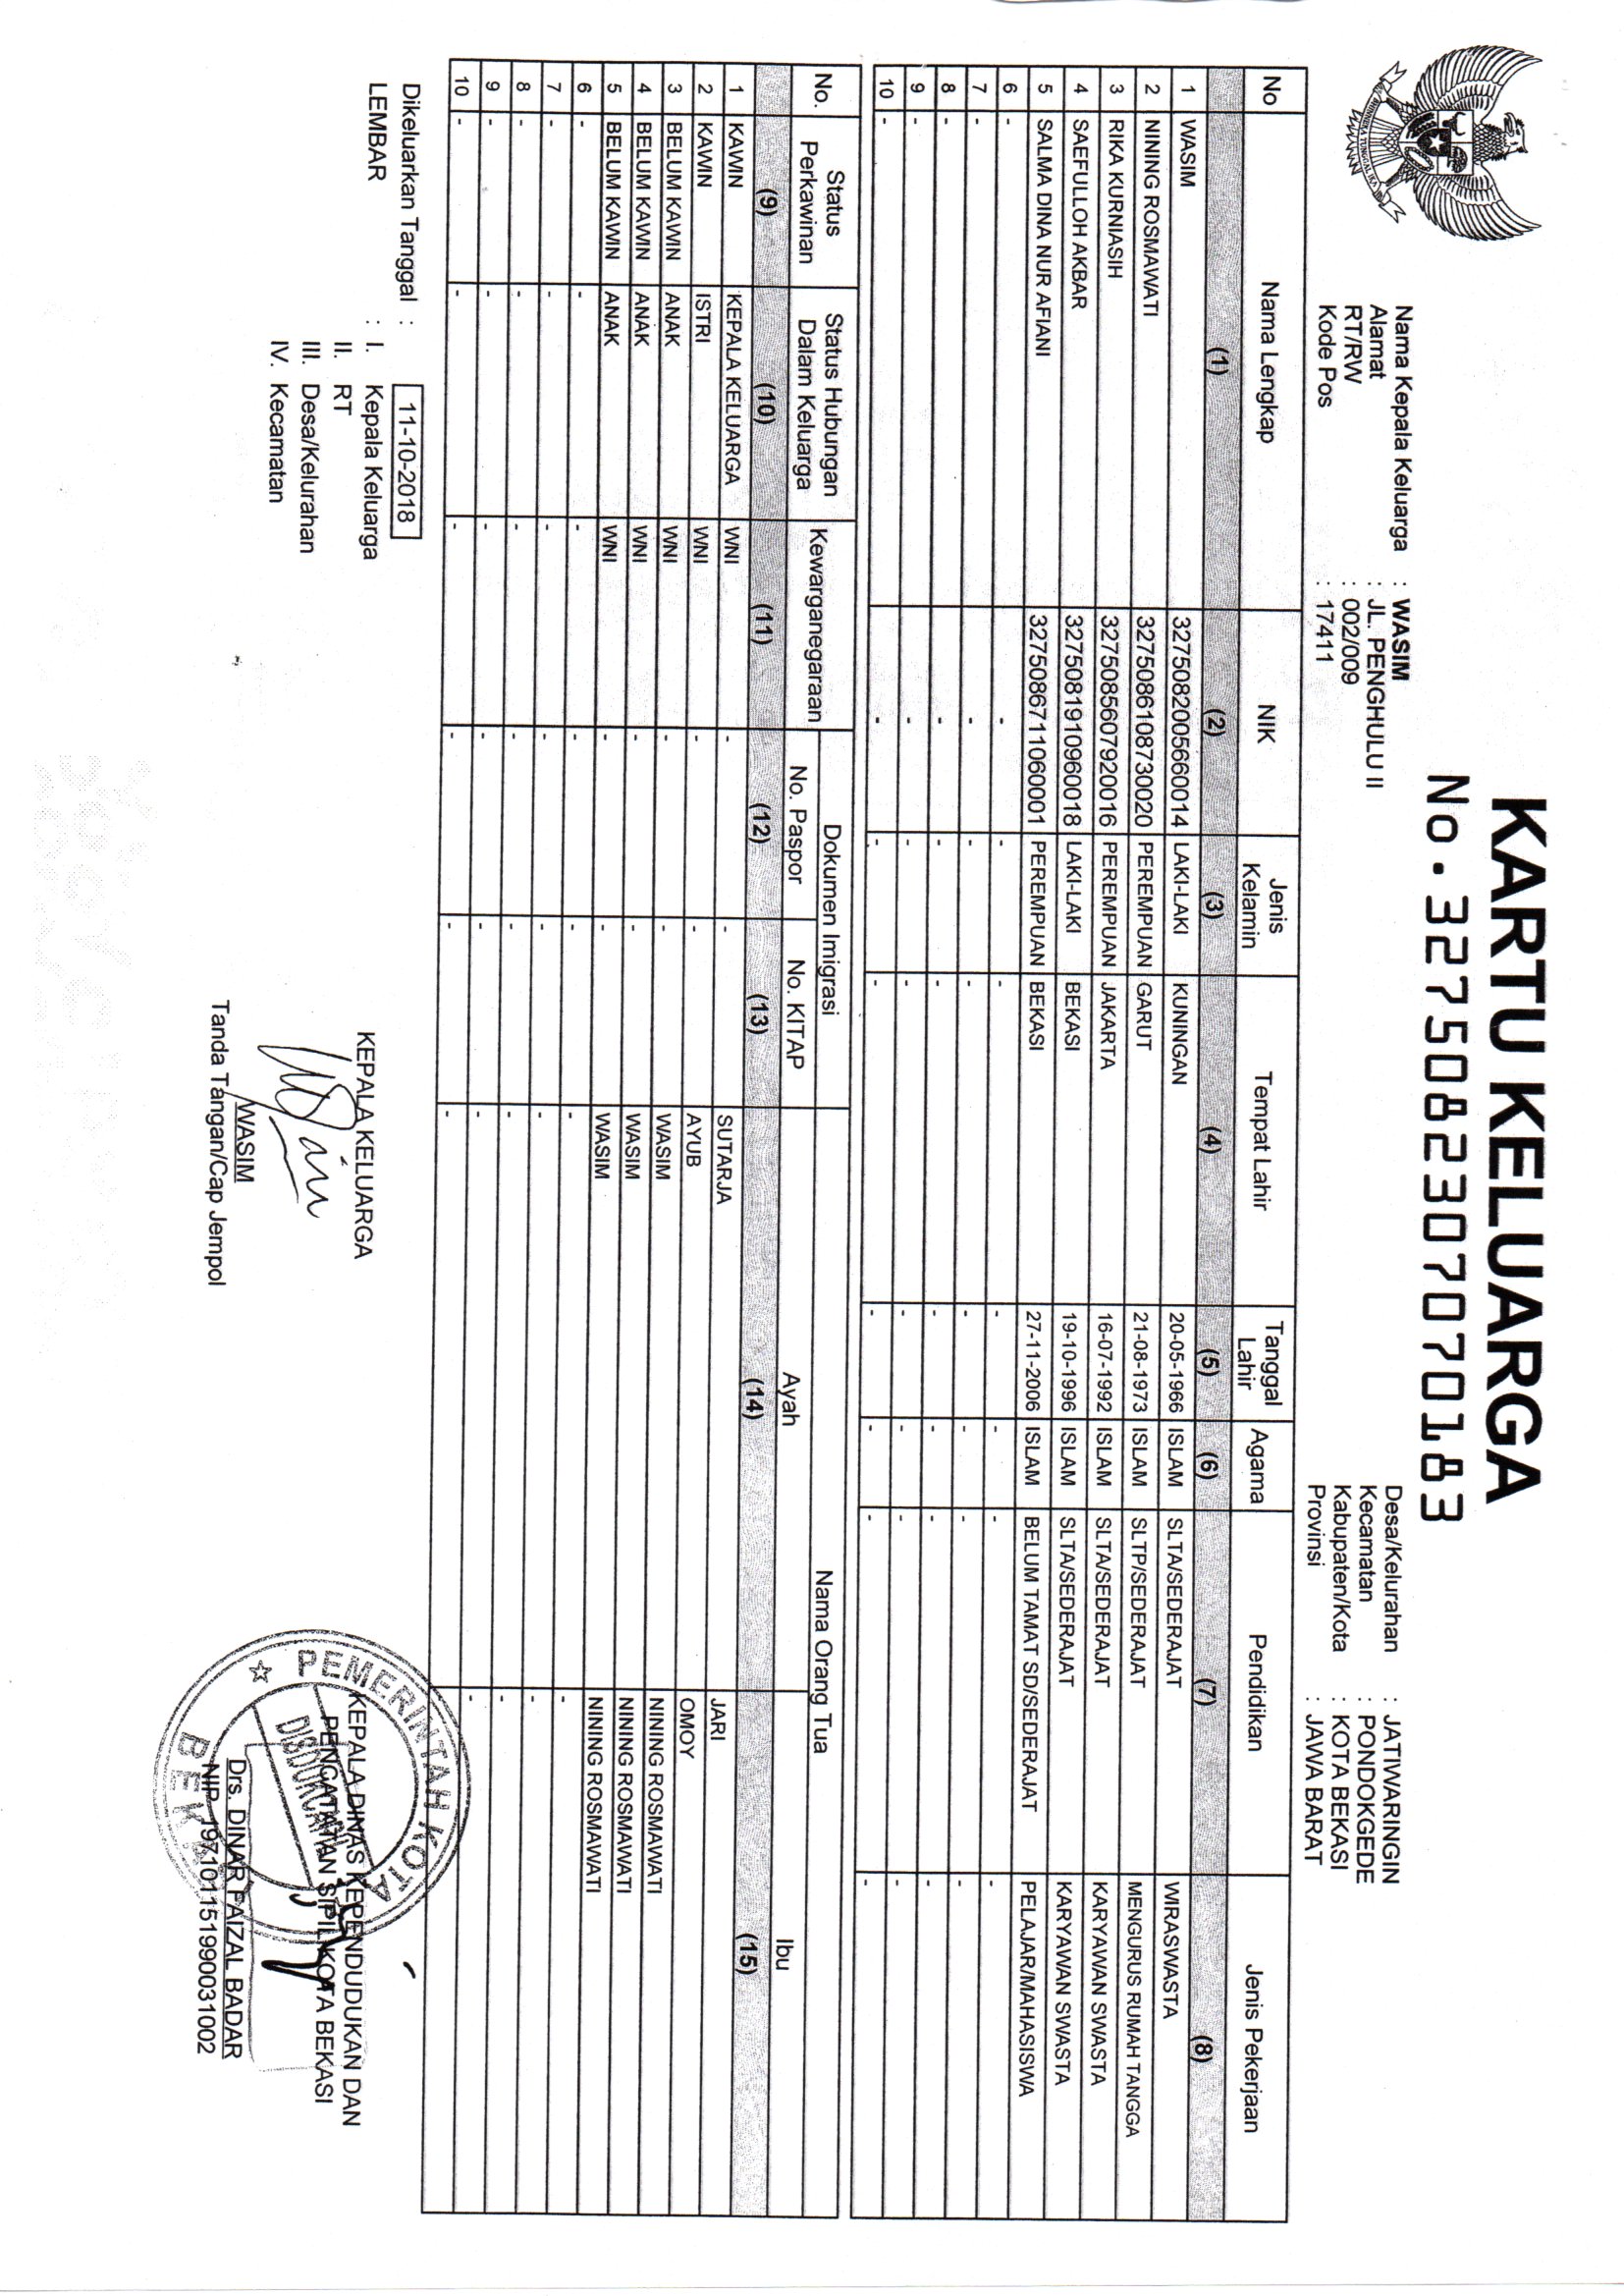 KARTU KELUARGA
No.3275082307070183
BHINNEKA TUNGGAL IKA
Nama Kepala Keluarga : WASIM
Alamat : JL. PENGHULU II
RT/RW : 002/009
Kode Pos : 17411
Desa/Kelurahan : JATIWARINGIN
Kecamatan : PONDOKGEDE
Kabupaten/Kota : KOTA BEKASI
Provinsi : JAWA BARAT
No Nama Lengkap NIK Jenis Kelamin Tempat Lahir Tanggal Lahir Agama Pendidikan Jenis Pekerjaan
(1) (2) (3) (4) (5) (6) (7) (8)
1 WASIM 3275082005660014 LAKI-LAKI KUNINGAN 20-05-1966 ISLAM SLTA/SEDERAJAT WIRASWASTA
2 NINING ROSMAWATI 3275086108730020 PEREMPUAN GARUT 21-08-1973 ISLAM SLTP/SEDERAJAT MENGURUS RUMAH TANGGA
3 RIKA KURNIASIH 3275085607920016 PEREMPUAN JAKARTA 16-07-1992 ISLAM SLTA/SEDERAJAT KARYAWAN SWASTA
4 SAEFULLOH AKBAR 3275081910960018 LAKI-LAKI BEKASI 19-10-1996 ISLAM SLTA/SEDERAJAT KARYAWAN SWASTA
5 SALMA DINA NUR AFIANI 3275086711060001 PEREMPUAN BEKASI 27-11-2006 ISLAM BELUM TAMAT SD/SEDERAJAT PELAJAR/MAHASISWA
6 - - - - - - - -
7 - - - - - - - -
8 - - - - - - - -
9 - - - - - - - -
10 - - - - - - - -
No. Status Perkawinan Status Hubungan Dalam Keluarga Kewarganegaraan Dokumen Imigrasi Nama Orang Tua
No. Paspor No. KITAP Ayah Ibu
(9) (10) (11) (12) (13) (14) (15)
1 KAWIN KEPALA KELUARGA WNI - - SUTARJA JARI
2 KAWIN ISTRI WNI - - AYUB OMOY
3 BELUM KAWIN ANAK WNI - - WASIM NINING ROSMAWATI
4 BELUM KAWIN ANAK WNI - - WASIM NINING ROSMAWATI
5 BELUM KAWIN ANAK WNI - - WASIM NINING ROSMAWATI
6 - - - - - - -
7 - - - - - - -
8 - - - - - - -
9 - - - - - - -
10 - - - - - - -
Dikeluarkan Tanggal : 11-10-2018
LEMBAR : I. Kepala Keluarga
II. RT
III. Desa/Kelurahan
IV. Kecamatan
KEPALA KELUARGA
WASIM
Tanda Tangan/Cap Jempol
KEPALA DINAS KEPENDUDUKAN DAN
PENCATATAN SIPIL KOTA BEKASI
Drs. DINAR FAIZAL BADAR
NIP. 197101151990031002
PEMERINTAH KOTA
DISDUKCAPIL
BEKASI